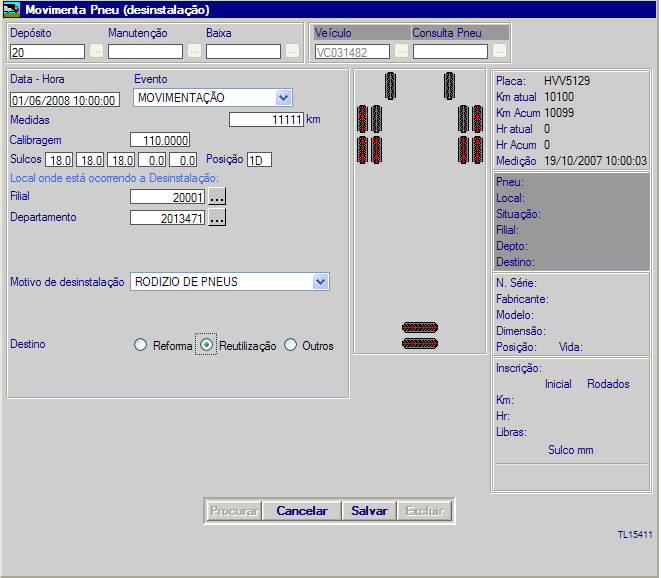 Movimenta Pneu (desinstalação)
Depósito Manutenção Baixa Veículo Consulta Pneu
20 ... ... ... VC031482 ... ...
Data - Hora Evento
01/06/2008 10:00:00 MOVIMENTAÇÃO
Medidas 11111 km
Calibragem 110.0000
Sulcos 18.0 18.0 18.0 0.0 0.0 Posição 1D
Local onde está ocorrendo a Desinstalação:
Filial 20001 ...
Departamento 2013471 ...
Motivo de desinstalação RODIZIO DE PNEUS
Destino Reforma Reutilização Outros
Placa: HVV5129
Km atual 10100
Km Acum 10099
Hr atual 0
Hr Acum 0
Medição 19/10/2007 10:00:03
Pneu:
Local:
Situação:
Filial:
Depto:
Destino:
N. Série:
Fabricante:
Modelo:
Dimensão:
Posição: Vida:
Inscrição:
Inicial Rodados
Km:
Hr:
Libras:
Sulco mm
Procurar Cancelar Salvar Excluir
TL15411